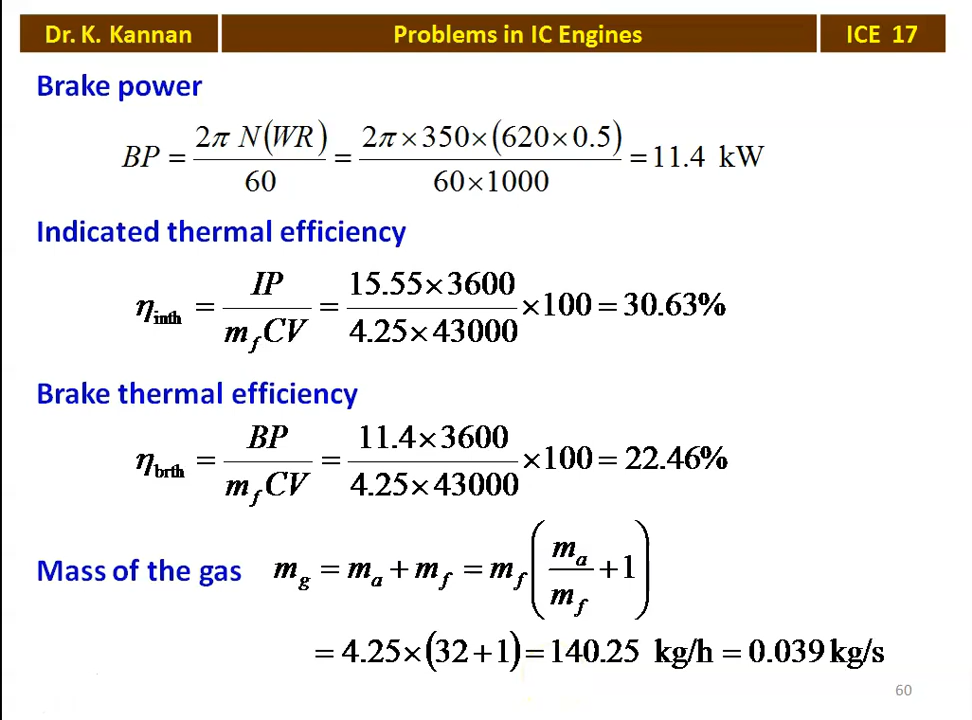 Dr. K. Kannan Problems in IC Engines ICE 17
Brake power
BP = 2π N(WR) / 60 = 2π × 350 × (620 × 0.5) / 60 × 1000 = 11.4 kW
Indicated thermal efficiency
η_inth = IP / m_f CV = 15.55 × 3600 / 4.25 × 43000 × 100 = 30.63%
Brake thermal efficiency
η_brth = BP / m_f CV = 11.4 × 3600 / 4.25 × 43000 × 100 = 22.46%
Mass of the gas m_g = m_a + m_f = m_f (m_a / m_f + 1)
= 4.25 × (32 + 1) = 140.25 kg/h = 0.039 kg/s
60